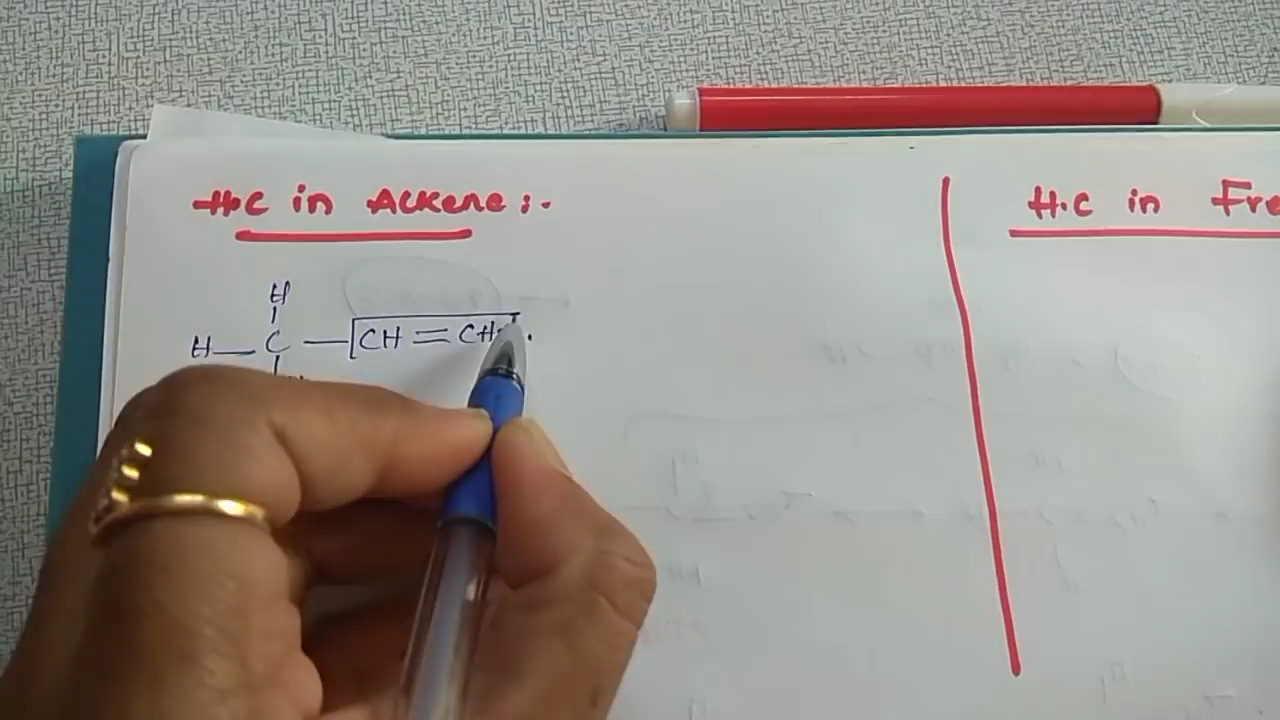 H.C in Alkene :-
H.C in Fre
H
H — C — CH = CH